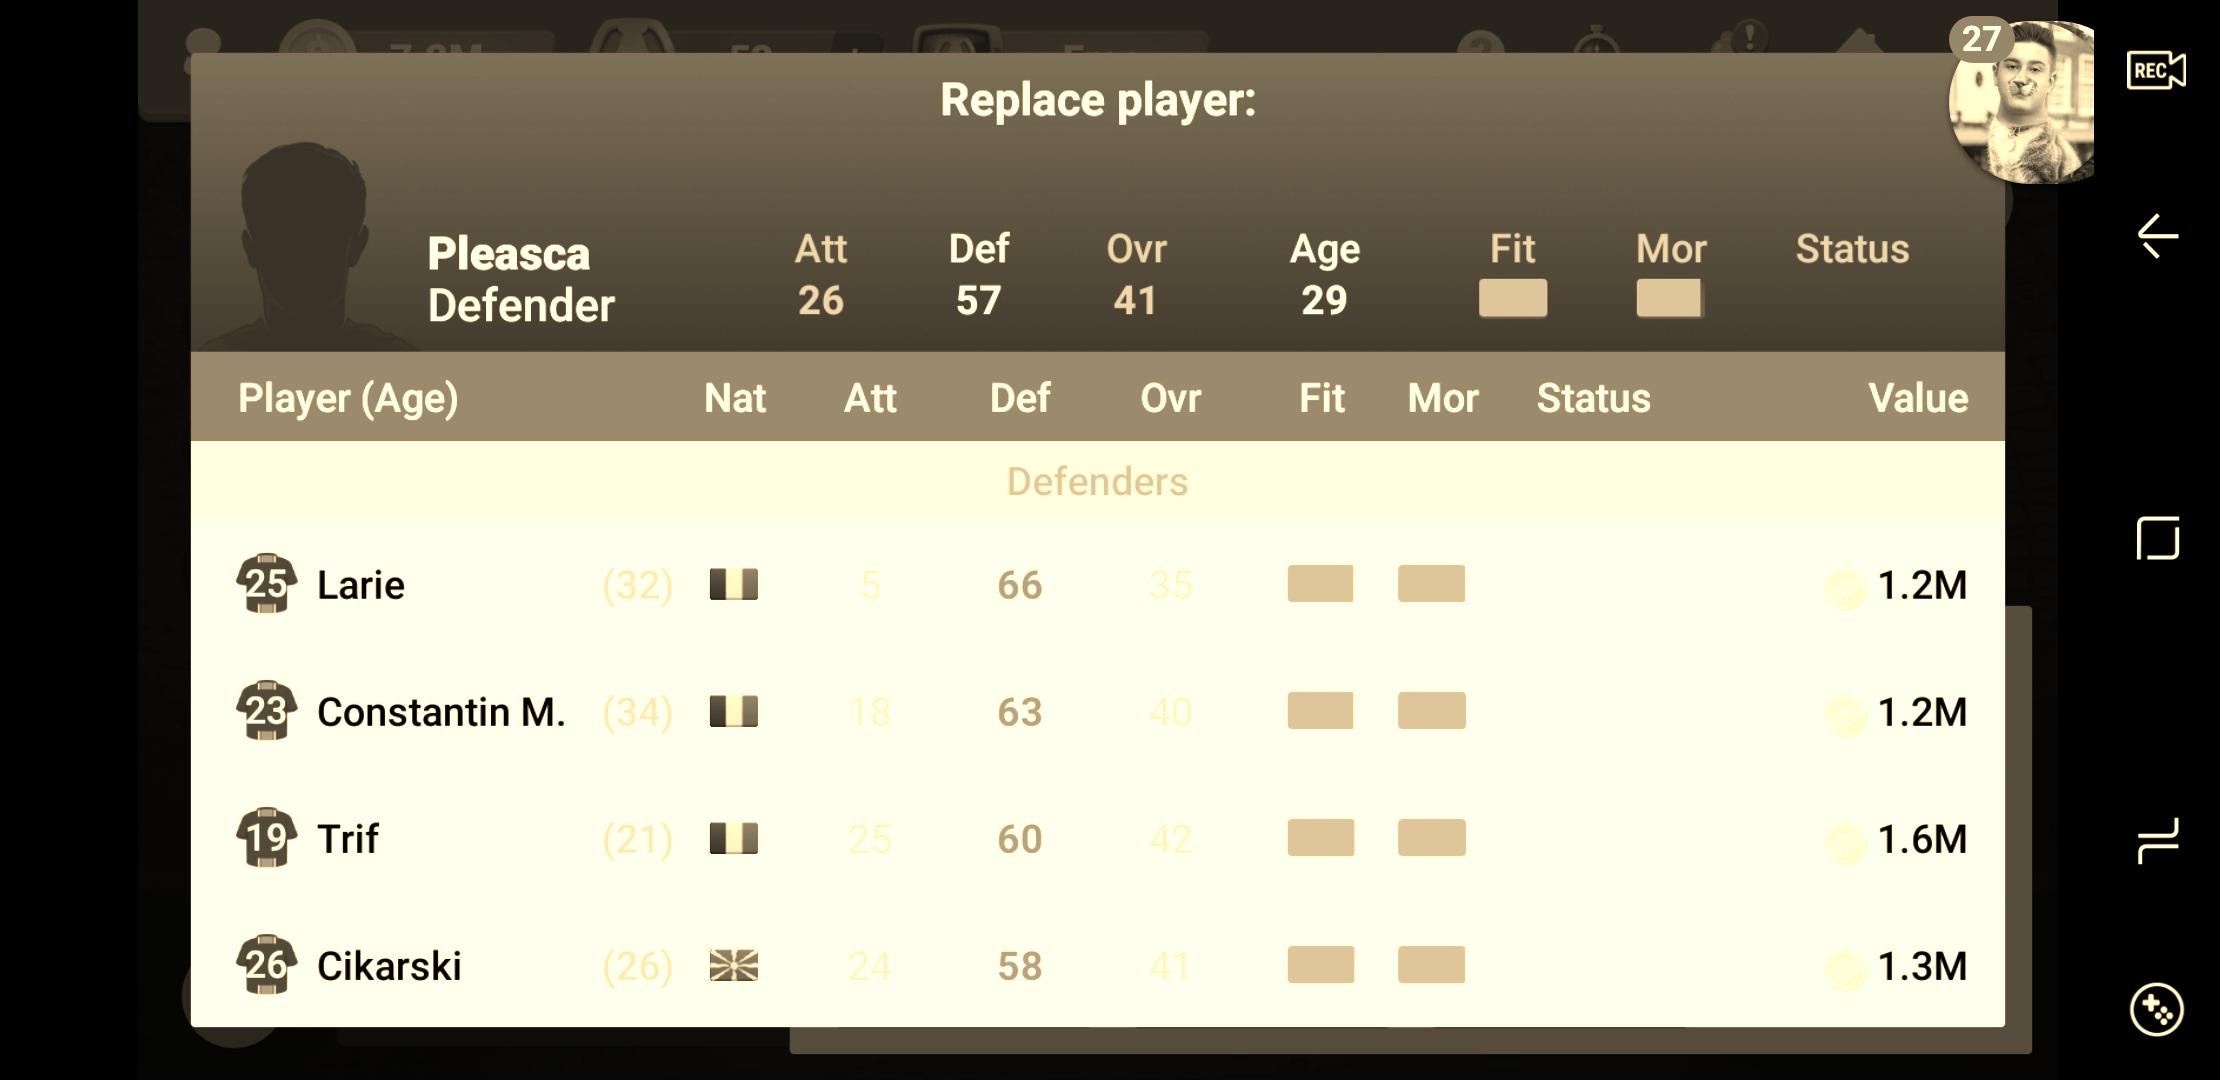 27
REC
Replace player:
Pleasca
Defender
Att Def Ovr Age Fit Mor Status
26 57 41 29
Player (Age) Nat Att Def Ovr Fit Mor Status Value
Defenders
25 Larie (32) 5 66 35 1.2M
23 Constantin M. (34) 18 63 40 1.2M
19 Trif (21) 25 60 42 1.6M
26 Cikarski (26) 24 58 41 1.3M